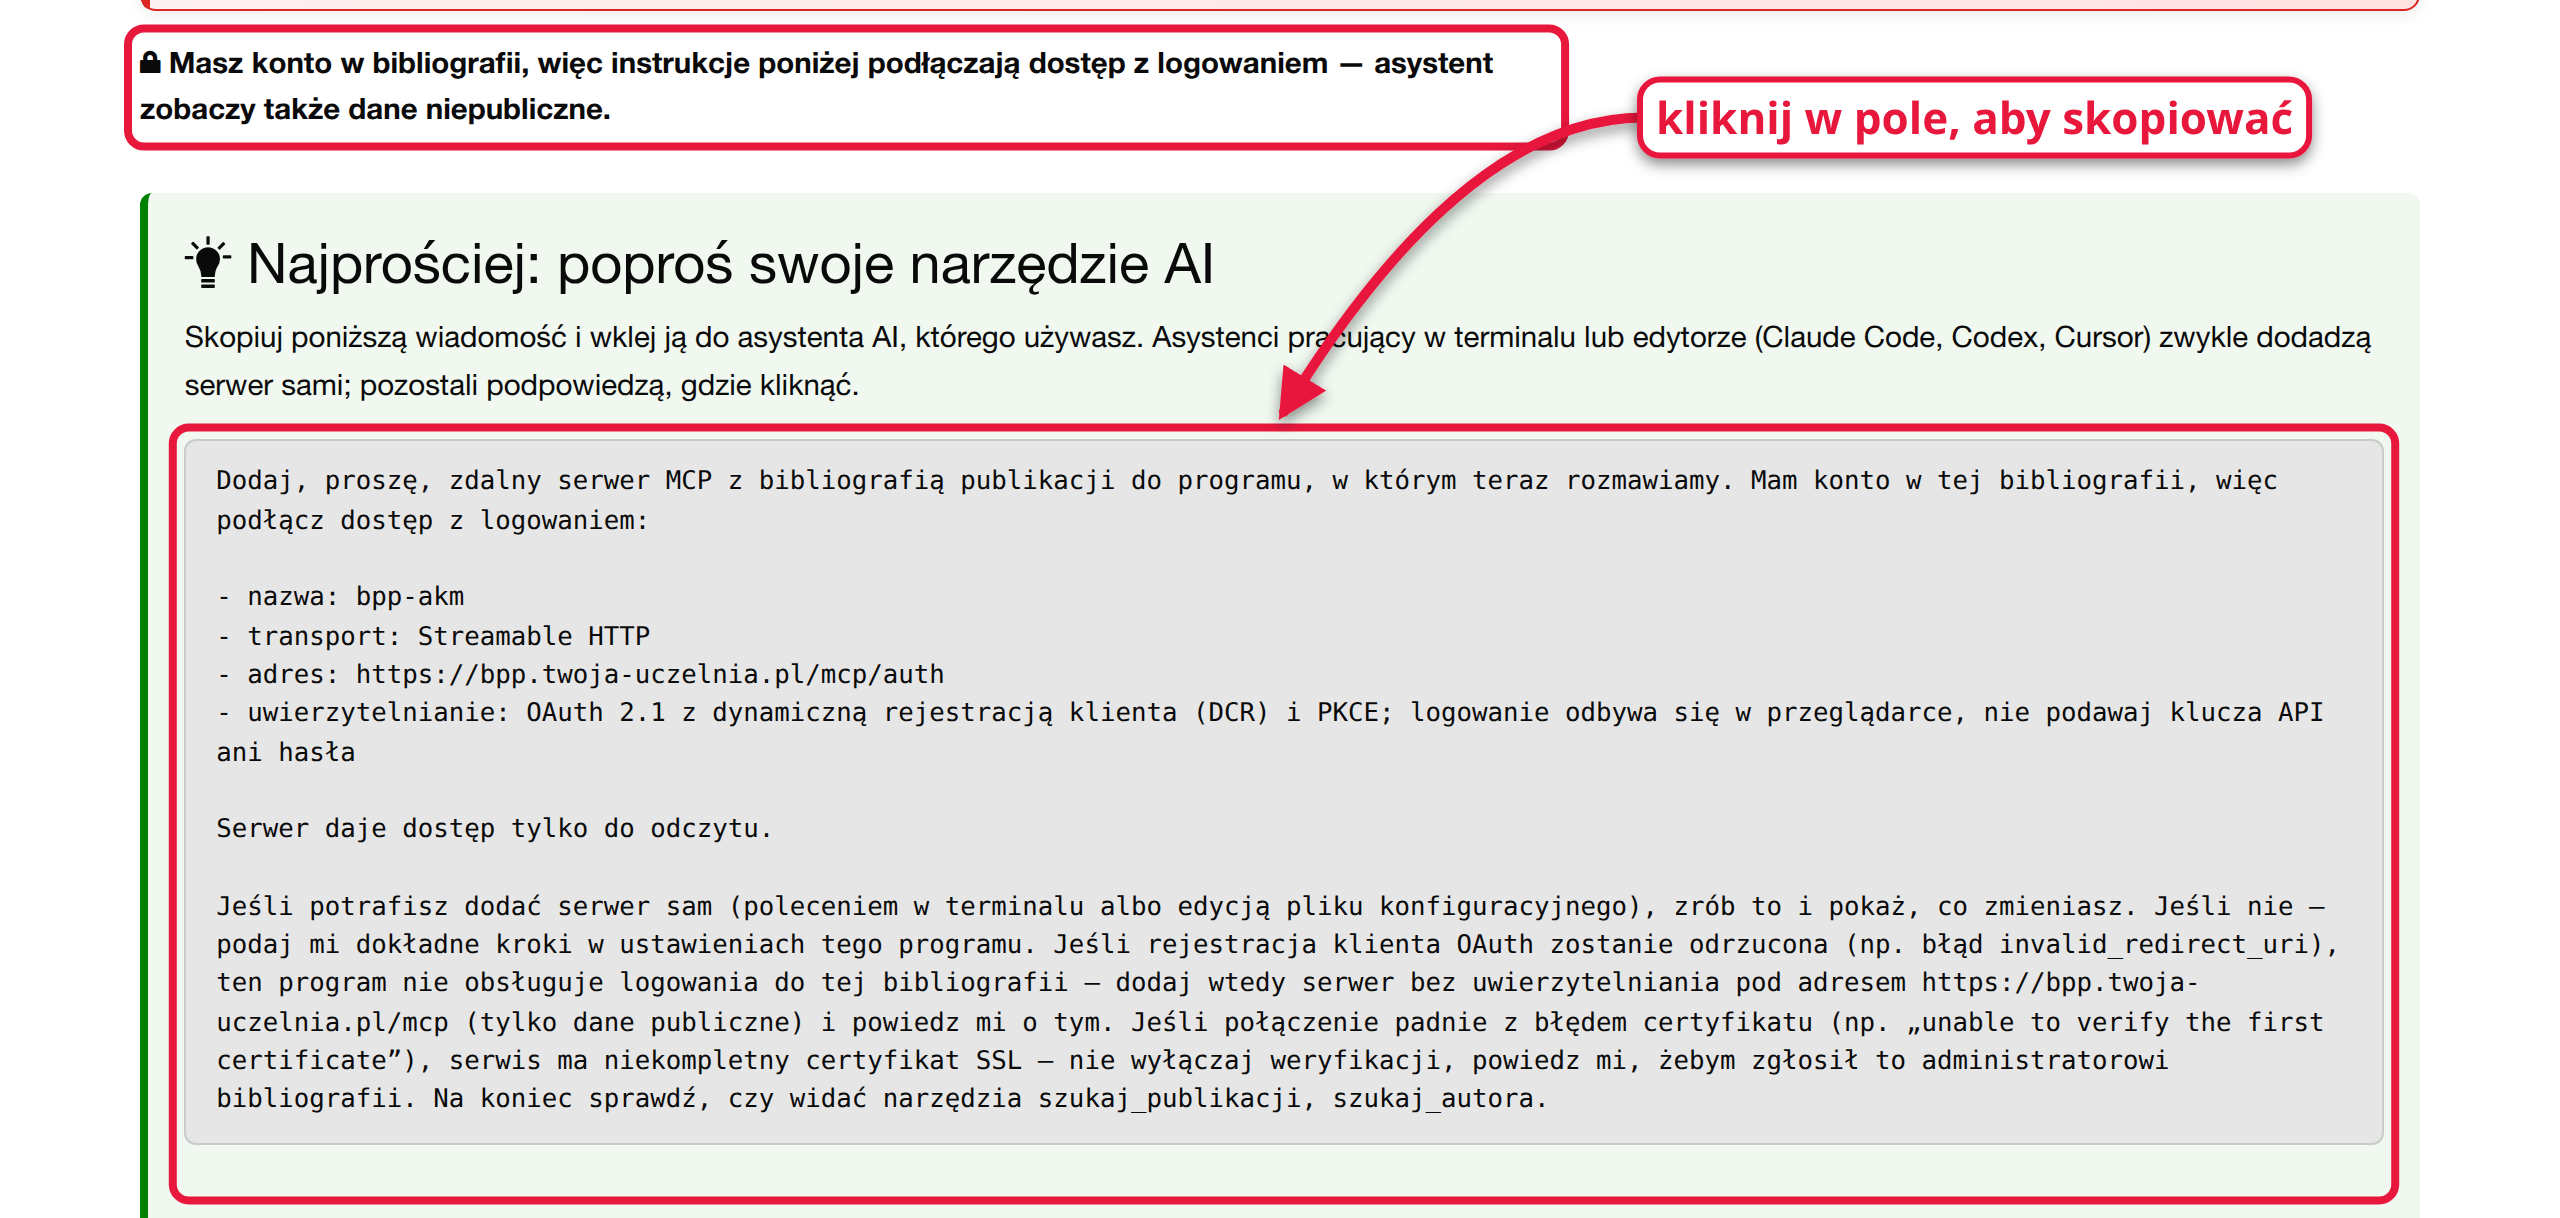 Masz konto w bibliografii, więc instrukcje poniżej podłączają dostęp z logowaniem — asystent
zobaczy także dane niepubliczne.
kliknij w pole, aby skopiować
Najprościej: poproś swoje narzędzie AI
Skopiuj poniższą wiadomość i wklej ją do asystenta AI, którego używasz. Asystenci pracujący w terminalu lub edytorze (Claude Code, Codex, Cursor) zwykle dodadzą
serwer sami; pozostali podpowiedzą, gdzie kliknąć.
Dodaj, proszę, zdalny serwer MCP z bibliografią publikacji do programu, w którym teraz rozmawiamy. Mam konto w tej bibliografii, więc
podłącz dostęp z logowaniem:
- nazwa: bpp-akm
- transport: Streamable HTTP
- adres: https://bpp.twoja-uczelnia.pl/mcp/auth
- uwierzytelnianie: OAuth 2.1 z dynamiczną rejestracją klienta (DCR) i PKCE; logowanie odbywa się w przeglądarce, nie podawaj klucza API
ani hasła
Serwer daje dostęp tylko do odczytu.
Jeśli potrafisz dodać serwer sam (poleceniem w terminalu albo edycją pliku konfiguracyjnego), zrób to i pokaż, co zmieniasz. Jeśli nie —
podaj mi dokładne kroki w ustawieniach tego programu. Jeśli rejestracja klienta OAuth zostanie odrzucona (np. błąd invalid_redirect_uri),
ten program nie obsługuje logowania do tej bibliografii — dodaj wtedy serwer bez uwierzytelniania pod adresem https://bpp.twoja-
uczelnia.pl/mcp (tylko dane publiczne) i powiedz mi o tym. Jeśli połączenie padnie z błędem certyfikatu (np. „unable to verify the first
certificate”), serwis ma niekompletny certyfikat SSL — nie wyłączaj weryfikacji, powiedz mi, żebym zgłosił to administratorowi
bibliografii. Na koniec sprawdź, czy widać narzędzia szukaj_publikacji, szukaj_autora.